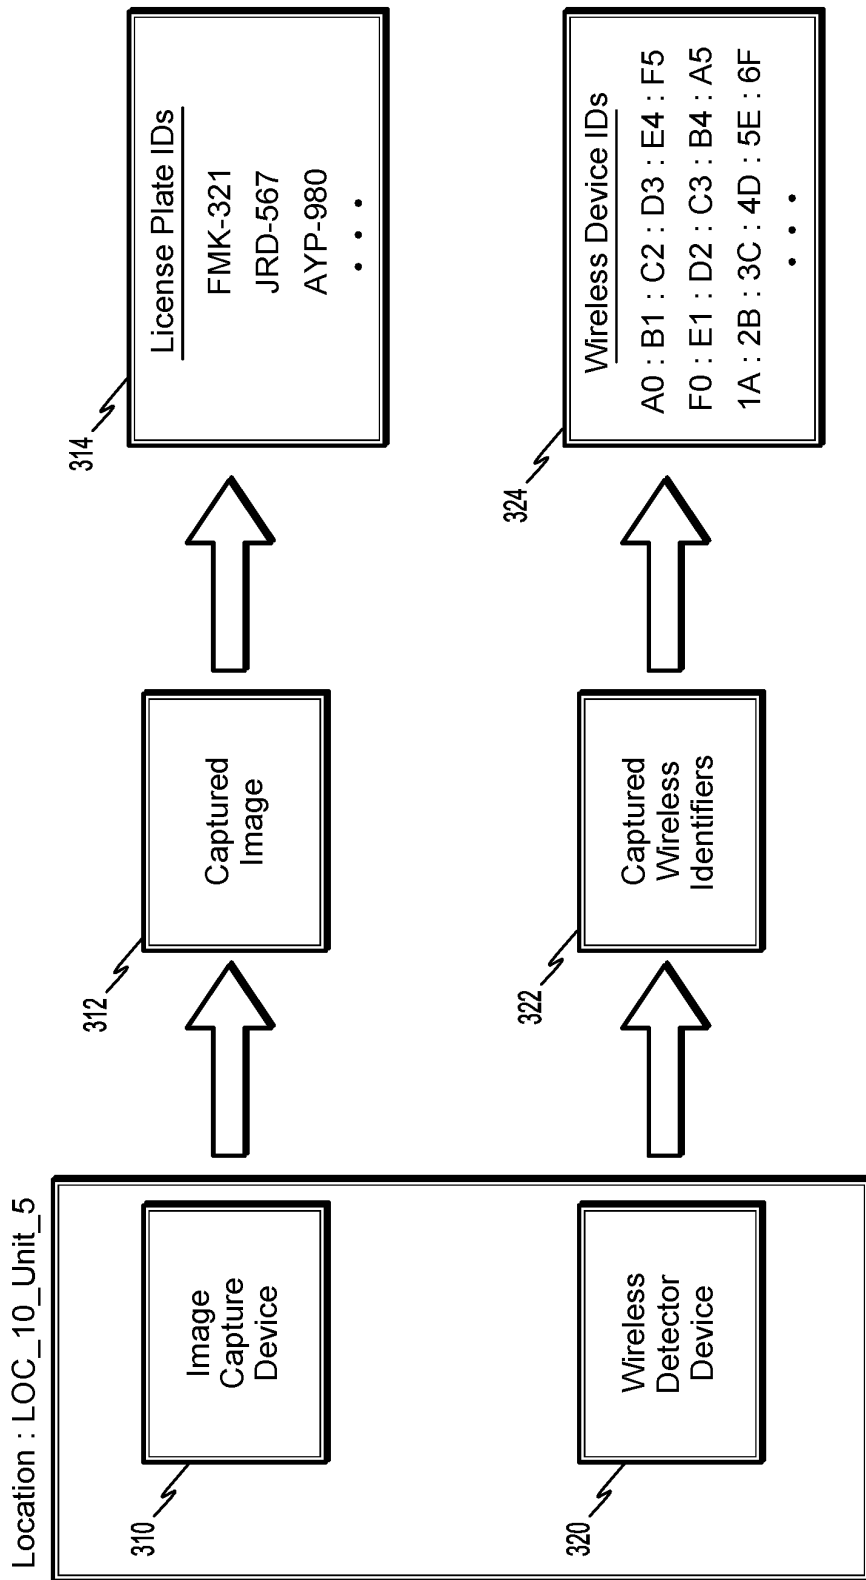 Location : LOC_10_Unit_5
310
Image
Capture
Device
312
Captured
Image
314
License Plate IDs
FMK-321
JRD-567
AYP-980
• • •
320
Wireless
Detector
Device
322
Captured
Wireless
Identifiers
324
Wireless Device IDs
A0 : B1 : C2 : D3 : E4 : F5
F0 : E1 : D2 : C3 : B4 : A5
1A : 2B : 3C : 4D : 5E : 6F
• • •